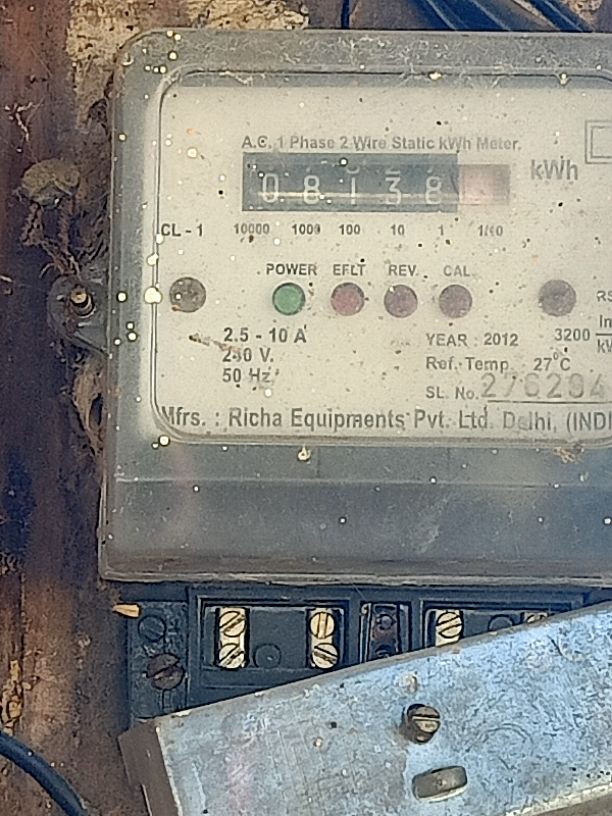 A.C. 1 Phase 2 Wire Static kWh Meter.
08138 kWh
CL - 1 10000 1000 100 10 1 1/10
POWER EFLT REV. CAL.
2.5 - 10 A
240 V.
50 Hz
YEAR : 2012 3200
Ref. Temp. 27°C
SL. No. 276284
Mfrs. : Richa Equipments Pvt. Ltd. Delhi, (INDI